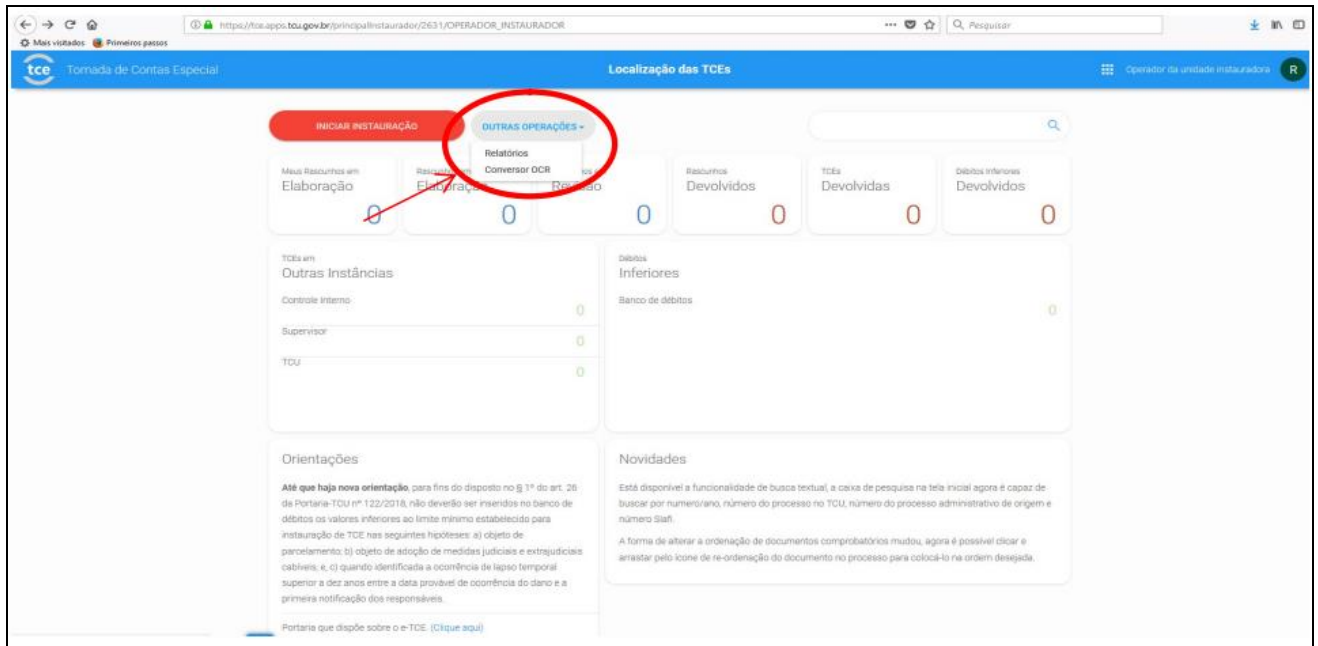 https://tce.apps.tcu.gov.br/principalInstaurador/2631/OPERADOR_INSTAURADOR
Pesquisar
Mais visitados Primeiros passos
tce Tomada de Contas Especial
Localização das TCEs
Operador da unidade instauradora R
INICIAR INSTAURAÇÃO
OUTRAS OPERAÇÕES
Relatórios
Conversor OCR
Meus Rascunhos em
Elaboração
0
Elaboração
0
Revisão
0
Rascunhos
Devolvidos
0
TCEs
Devolvidas
0
Débitos Inferiores
Devolvidos
0
TCEs em
Outras Instâncias
Controle Interno
0
Supervisor
0
TCU
0
Débitos
Inferiores
Banco de débitos
0
Orientações
Até que haja nova orientação, para fins do disposto no § 1º do art. 26
da Portaria-TCU nº 122/2018, não deverão ser inseridos no banco de
débitos os valores inferiores ao limite mínimo estabelecido para
instauração de TCE nas seguintes hipóteses: a) objeto de
parcelamento; b) objeto de adoção de medidas judiciais e extrajudiciais
cabíveis; e, c) quando identificada a ocorrência de lapso temporal
superior a dez anos entre a data provável de ocorrência do dano e a
primeira notificação dos responsáveis.
Portaria que dispõe sobre o e-TCE. (Clique aqui)
Novidades
Está disponível a funcionalidade de busca textual, a caixa de pesquisa na tela inicial agora é capaz de
buscar por numero/ano, número do processo no TCU, número do processo administrativo de origem e
número Siafi.
A forma de alterar a ordenação de documentos comprobatórios mudou, agora é possível clicar e
arrastar pelo ícone de re-ordenação do documento no processo para colocá-lo na ordem desejada.